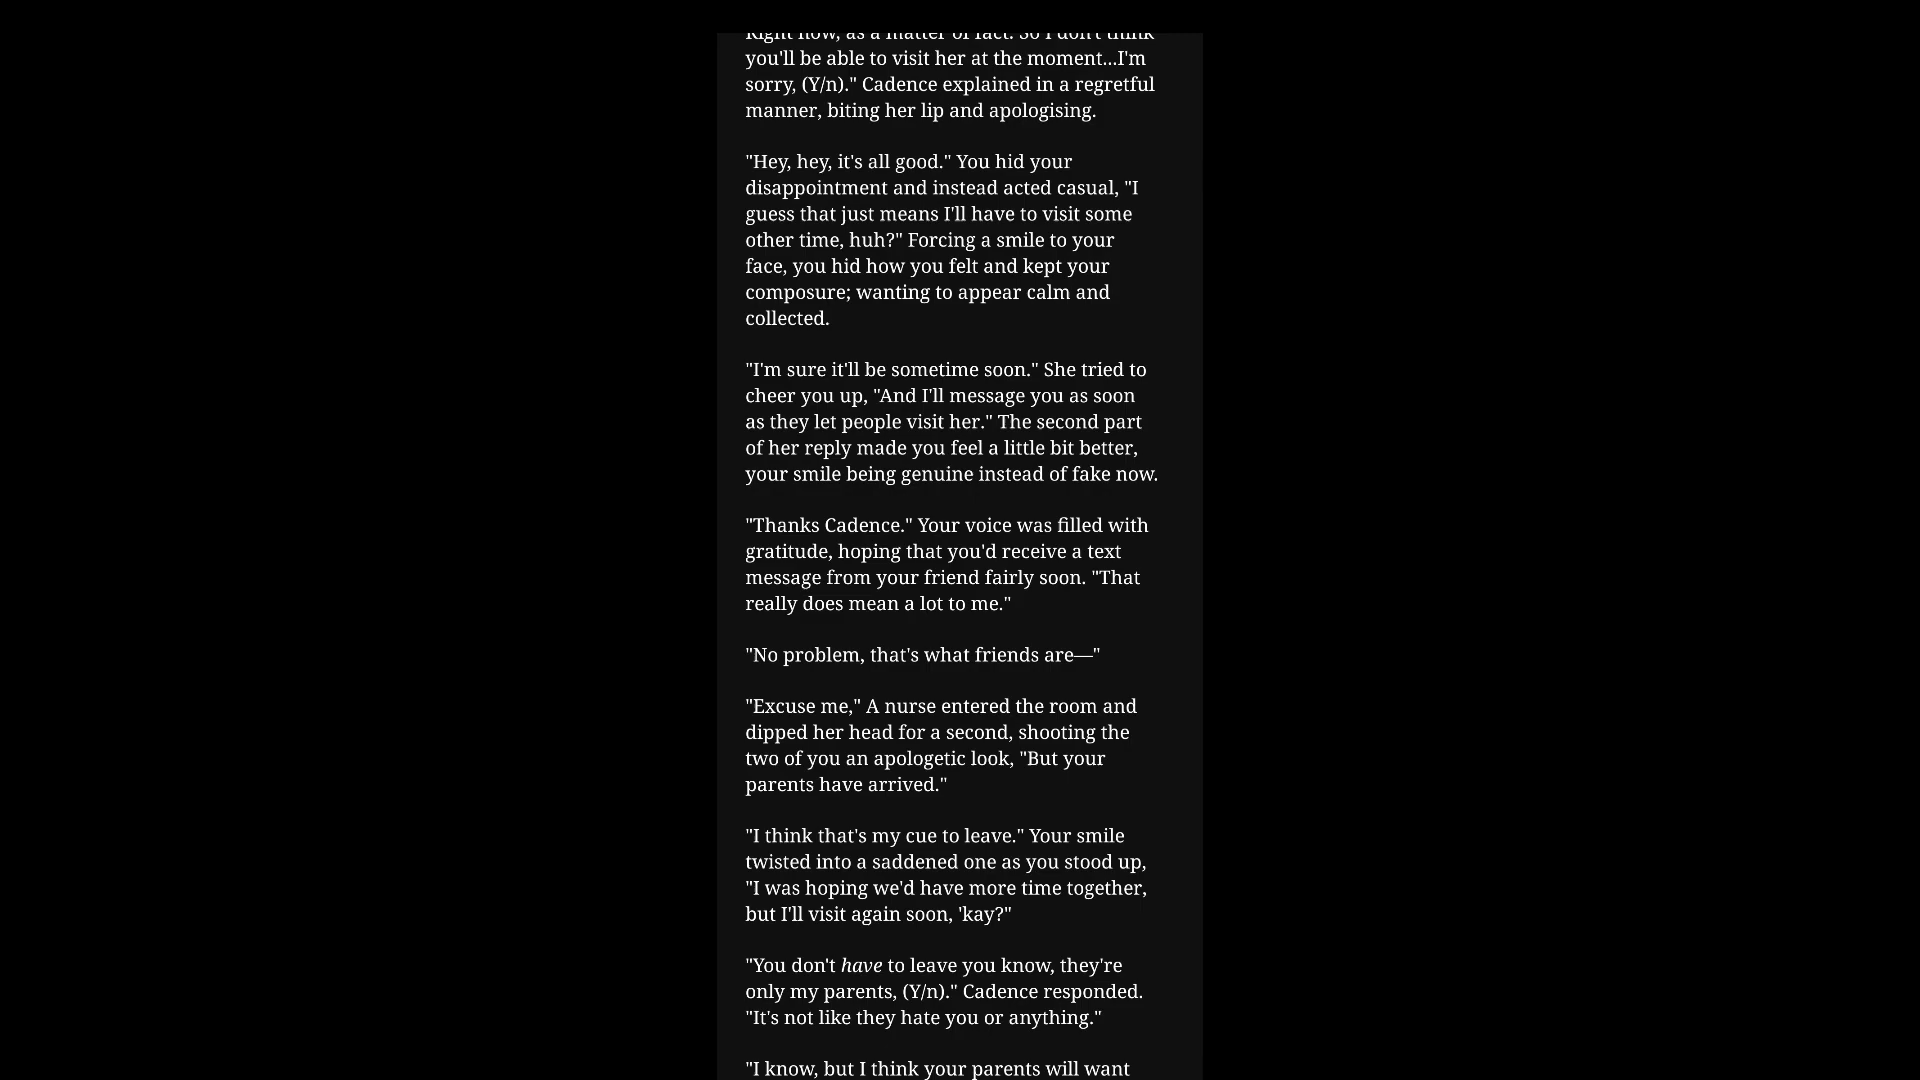 Right now, as a matter of fact. So I don't think
you'll be able to visit her at the moment...I'm
sorry, (Y/n)." Cadence explained in a regretful
manner, biting her lip and apologising.
"Hey, hey, it's all good." You hid your
disappointment and instead acted casual, "I
guess that just means I'll have to visit some
other time, huh?" Forcing a smile to your
face, you hid how you felt and kept your
composure; wanting to appear calm and
collected.
"I'm sure it'll be sometime soon." She tried to
cheer you up, "And I'll message you as soon
as they let people visit her." The second part
of her reply made you feel a little bit better,
your smile being genuine instead of fake now.
"Thanks Cadence." Your voice was filled with
gratitude, hoping that you'd receive a text
message from your friend fairly soon. "That
really does mean a lot to me."
"No problem, that's what friends are—"
"Excuse me," A nurse entered the room and
dipped her head for a second, shooting the
two of you an apologetic look, "But your
parents have arrived."
"I think that's my cue to leave." Your smile
twisted into a saddened one as you stood up,
"I was hoping we'd have more time together,
but I'll visit again soon, 'kay?"
"You don't have to leave you know, they're
only my parents, (Y/n)." Cadence responded.
"It's not like they hate you or anything."
"I know, but I think your parents will want